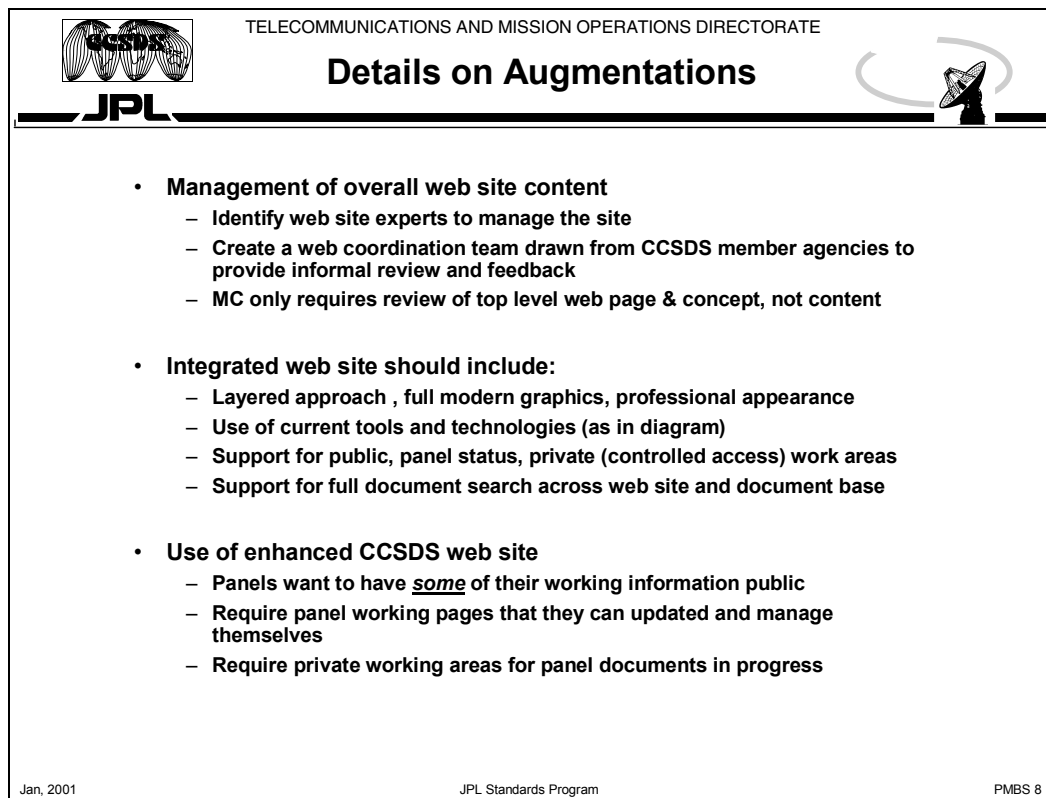 TELECOMMUNICATIONS AND MISSION OPERATIONS DIRECTORATE
CCSDS
Details on Augmentations
JPL
• Management of overall web site content
– Identify web site experts to manage the site
– Create a web coordination team drawn from CCSDS member agencies to
provide informal review and feedback
– MC only requires review of top level web page & concept, not content
• Integrated web site should include:
– Layered approach , full modern graphics, professional appearance
– Use of current tools and technologies (as in diagram)
– Support for public, panel status, private (controlled access) work areas
– Support for full document search across web site and document base
• Use of enhanced CCSDS web site
– Panels want to have some of their working information public
– Require panel working pages that they can updated and manage
themselves
– Require private working areas for panel documents in progress
Jan, 2001
JPL Standards Program
PMBS 8